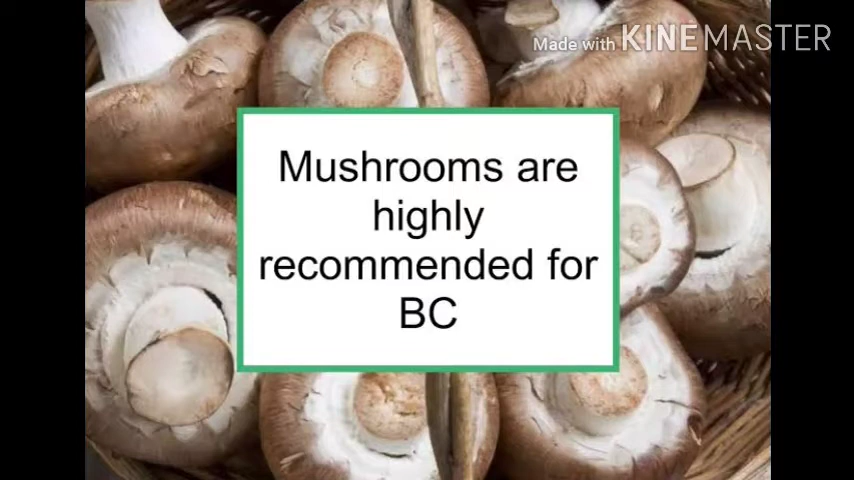 Made with KINEMASTER
Mushrooms are
highly
recommended for
BC